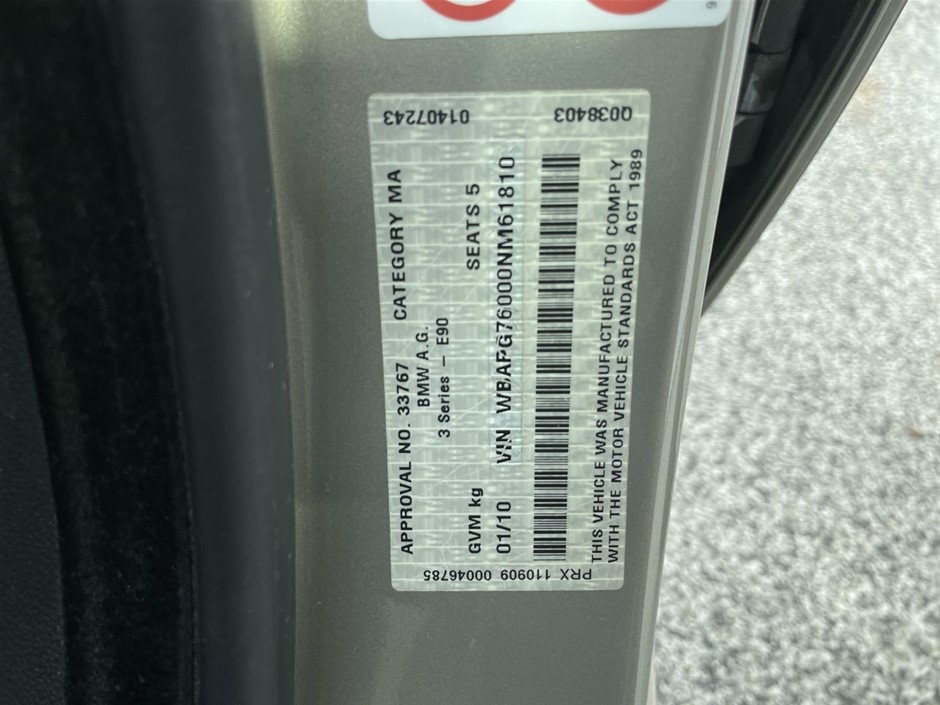 01407243
Q038403
APPROVAL NO. 33767 CATEGORY MA
BMW A.G.
3 Series – E90
GVM kg SEATS 5
01/10 VIN WBAPG76000NM61810
THIS VEHICLE WAS MANUFACTURED TO COMPLY
WITH THE MOTOR VEHICLE STANDARDS ACT 1989
PRX 110909 00046785